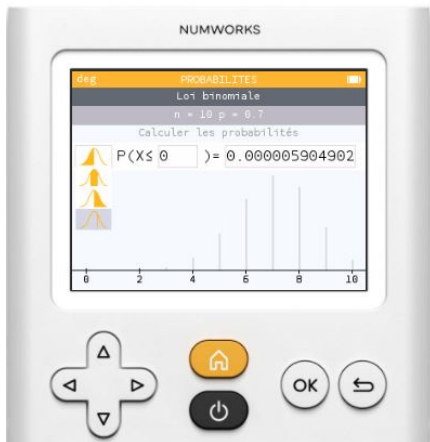 NUMWORKS
deg PROBABILITES
Loi binomiale
n = 10 p = 0.7
Calculer les probabilités
P(X≤ 0 )= 0.000005904902
0 2 4 6 8 10
OK